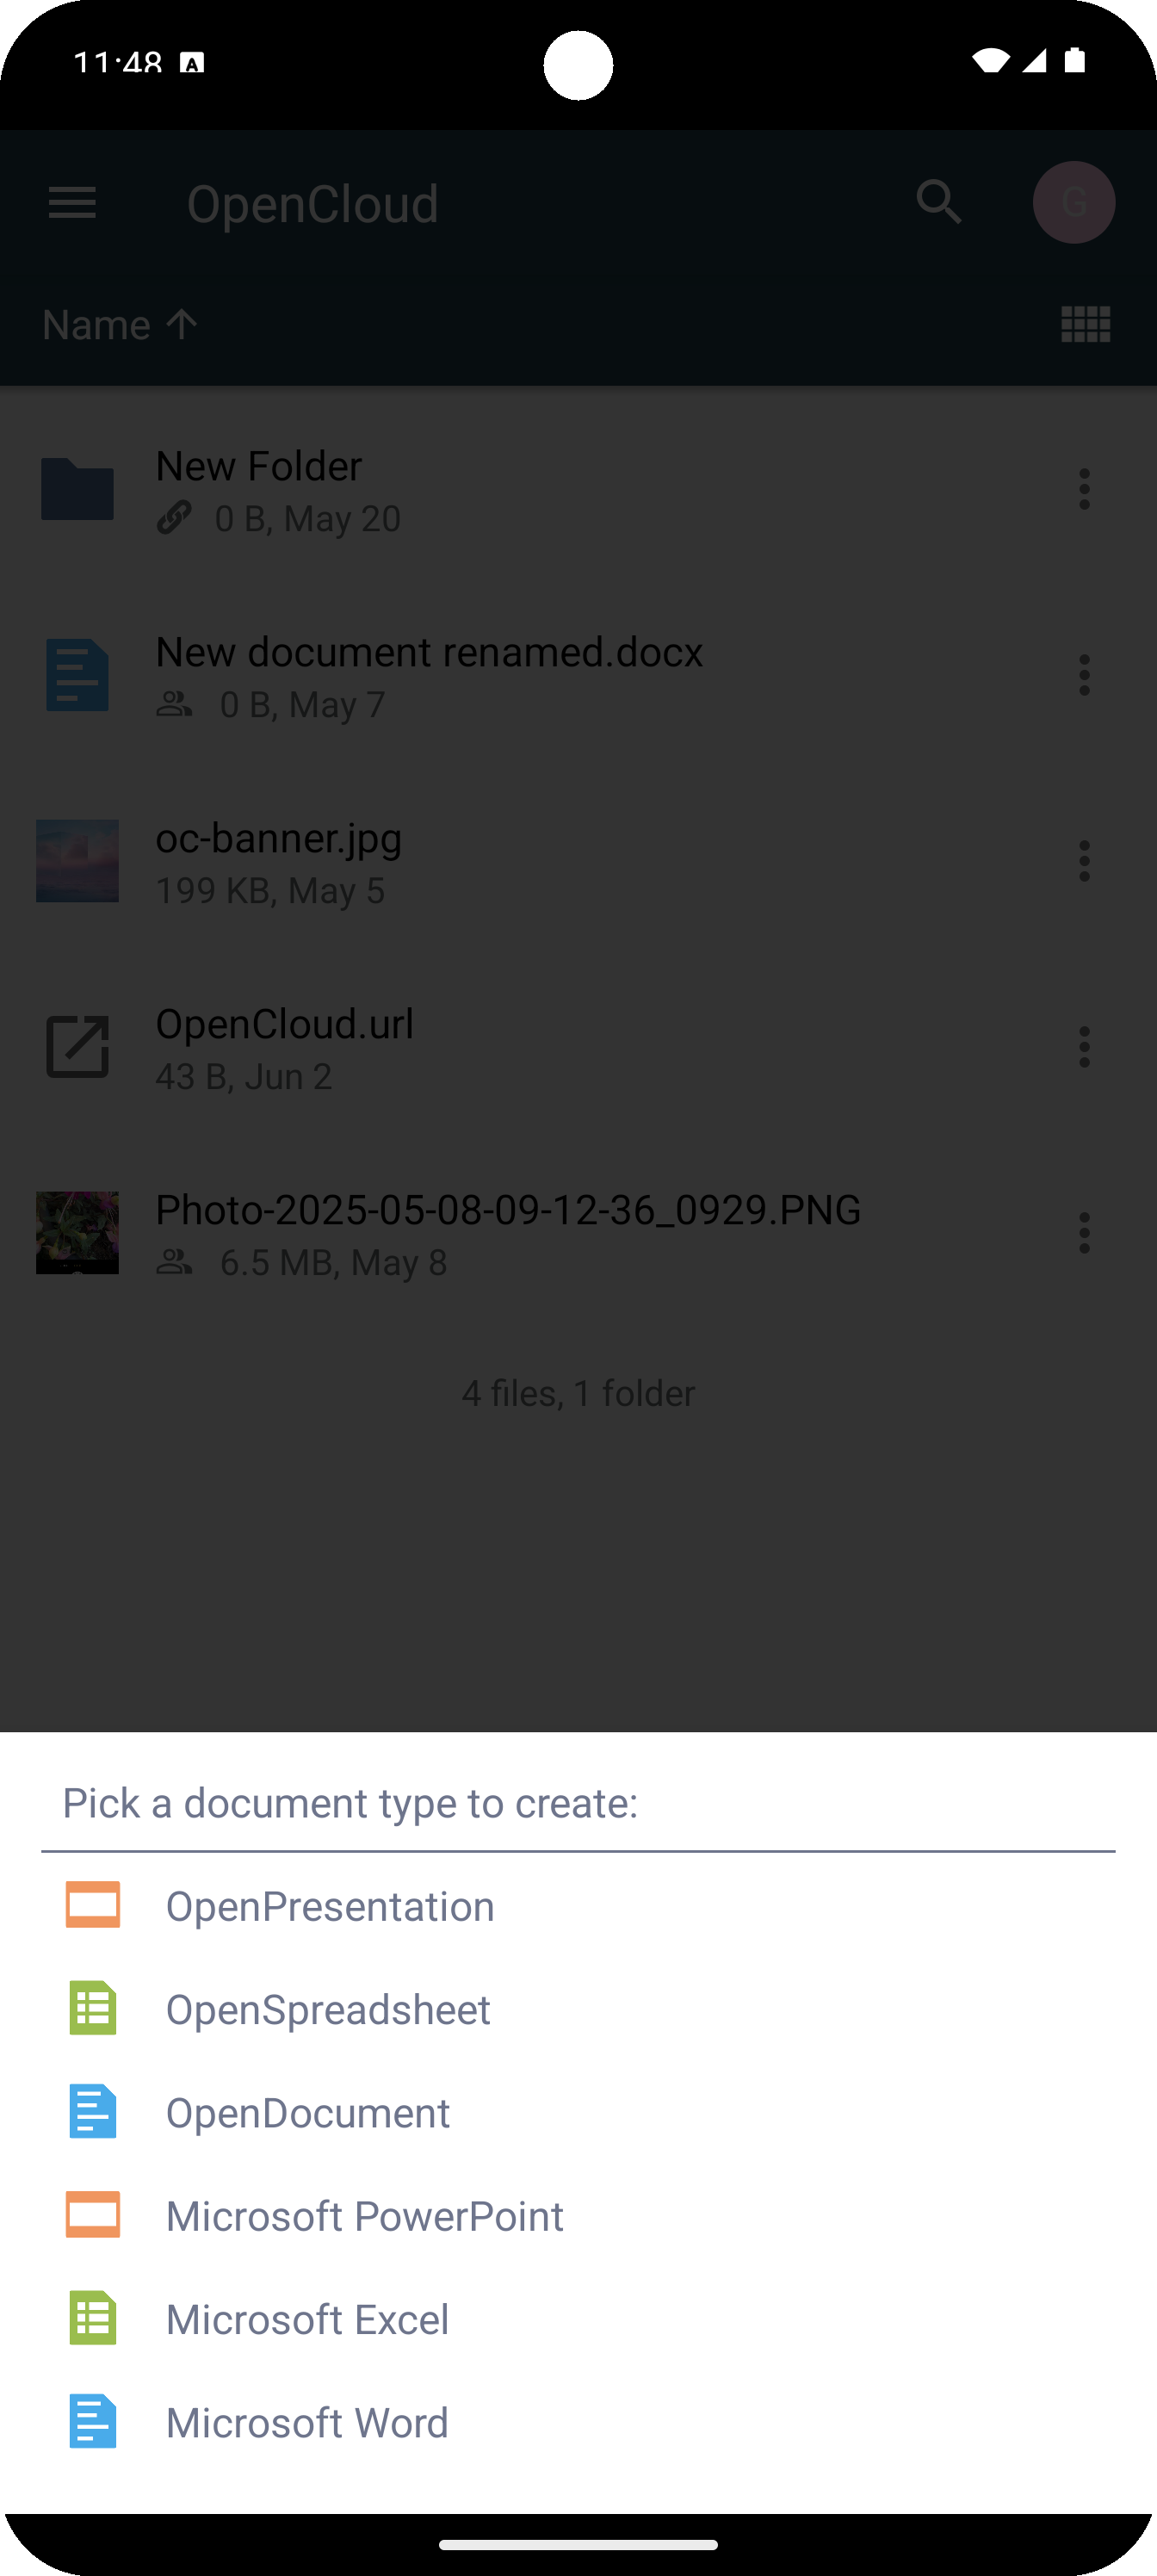 11:48
OpenCloud
G
Name
New Folder
0 B, May 20
New document renamed.docx
0 B, May 7
oc-banner.jpg
199 KB, May 5
OpenCloud.url
43 B, Jun 2
Photo-2025-05-08-09-12-36_0929.PNG
6.5 MB, May 8
4 files, 1 folder
Pick a document type to create:
OpenPresentation
OpenSpreadsheet
OpenDocument
Microsoft PowerPoint
Microsoft Excel
Microsoft Word